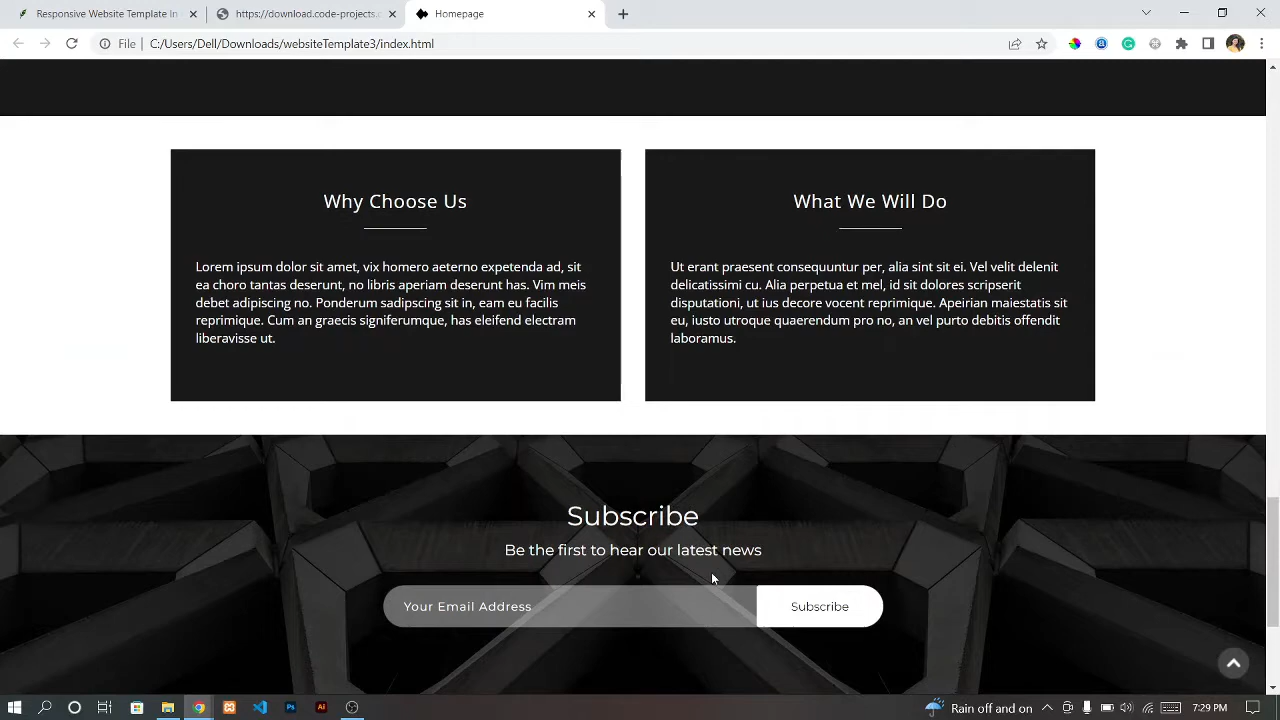 Responsive Website Template In
https://download.code-projects.
Homepage
File
C:/Users/Dell/Downloads/websiteTemplate3/index.html
Why Choose Us
Lorem ipsum dolor sit amet, vix homero aeterno expetenda ad, sit
ea choro tantas deserunt, no libris aperiam deserunt has. Vim meis
debet adipiscing no. Ponderum sadipscing sit in, eam eu facilis
reprimique. Cum an graecis signiferumque, has eleifend electram
liberavisse ut.
What We Will Do
Ut erant praesent consequuntur per, alia sint sit ei. Vel velit delenit
delicatissimi cu. Alia perpetua et mel, id sit dolores scripserit
disputationi, ut ius decore vocent reprimique. Apeirian maiestatis sit
eu, iusto utroque quaerendum pro no, an vel purto debitis offendit
laboramus.
Subscribe
Be the first to hear our latest news
Your Email Address
Subscribe
Ps
Ai
Rain off and on
7:29 PM